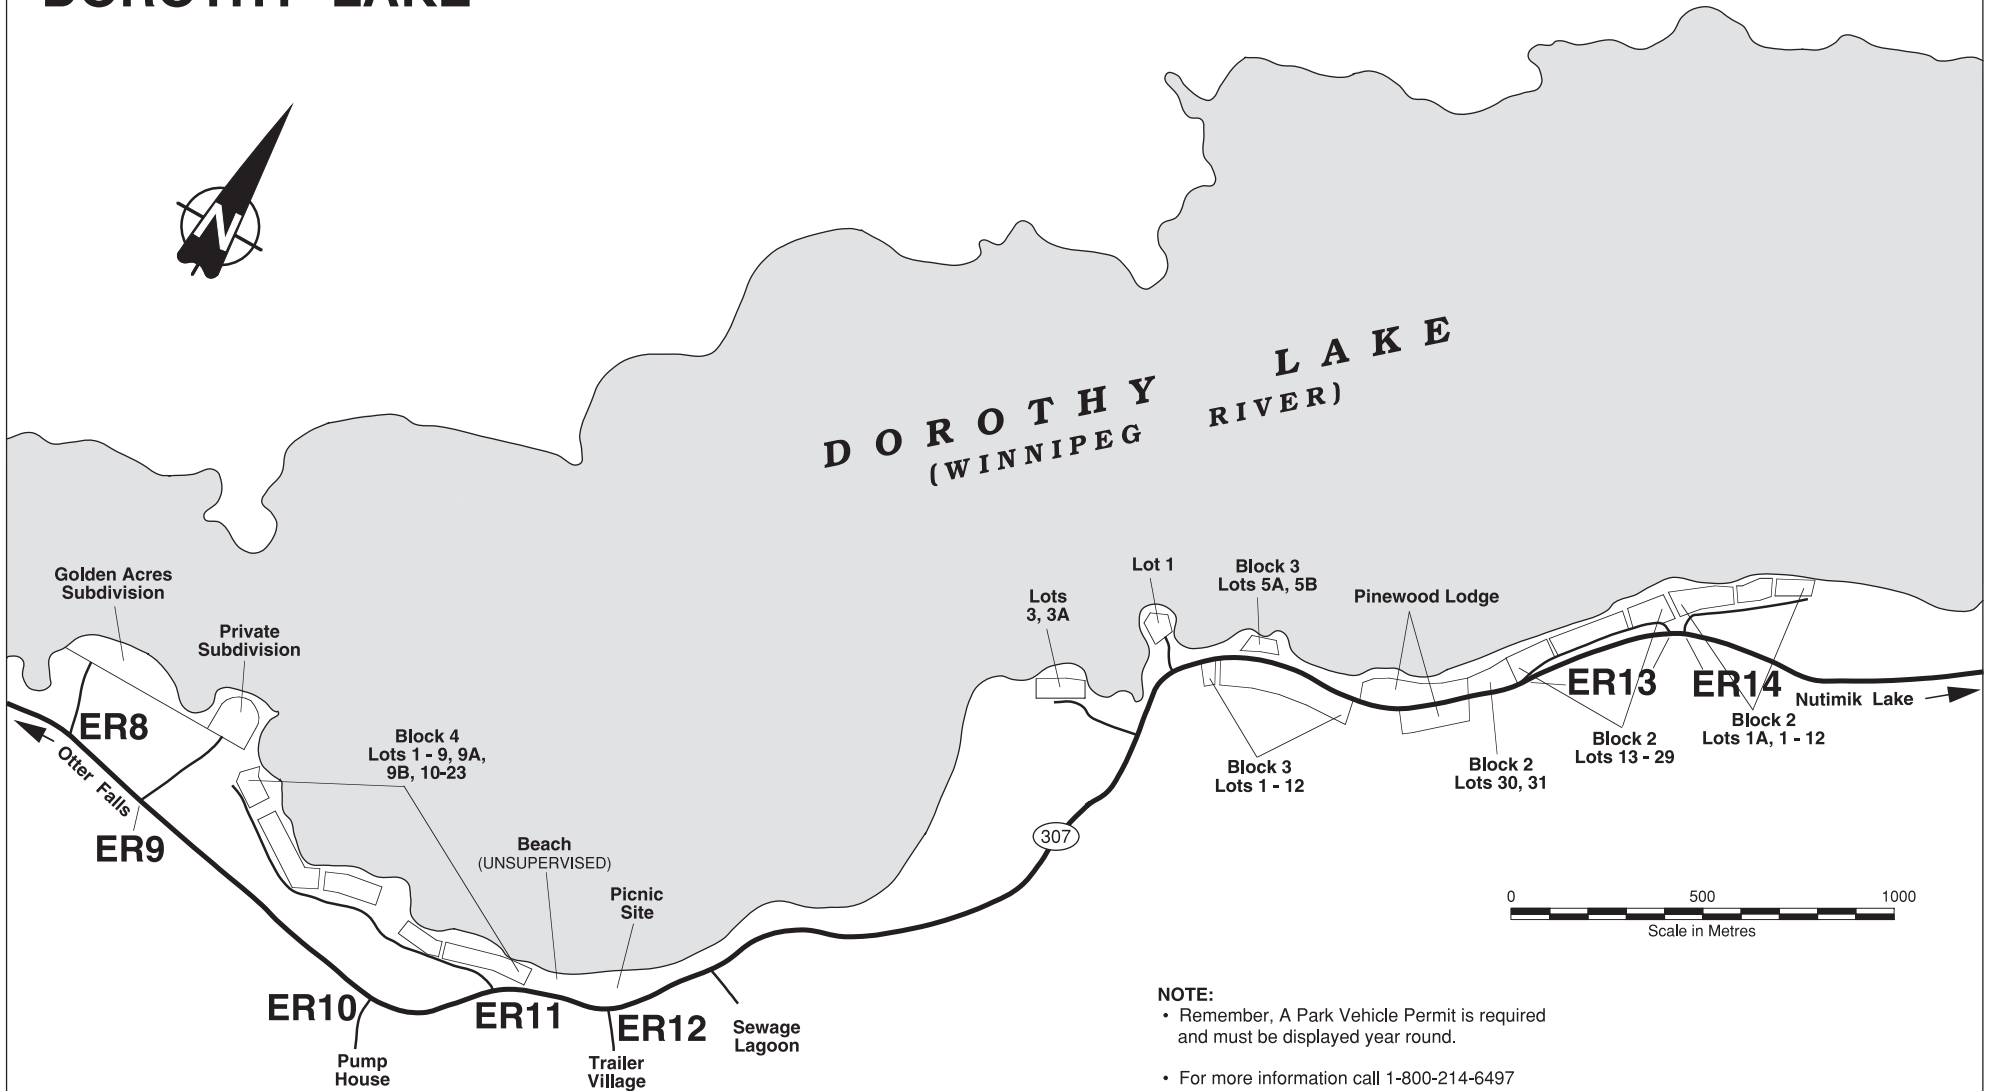 DOROTHY LAKE
N
DOROTHY LAKE
(WINNIPEG RIVER)
Golden Acres
Subdivision
Private
Subdivision
ER8
Otter Falls
ER9
Block 4
Lots 1 - 9, 9A,
9B, 10-23
Beach
(UNSUPERVISED)
Picnic
Site
ER10
Pump
House
ER11
ER12
Trailer
Village
Sewage
Lagoon
Lots
3, 3A
Lot 1
Block 3
Lots 5A, 5B
Pinewood Lodge
307
Block 3
Lots 1 - 12
Block 2
Lots 30, 31
ER13
Block 2
Lots 13 - 29
ER14
Block 2
Lots 1A, 1 - 12
Nutimik Lake
0 500 1000
Scale in Metres
NOTE:
• Remember, A Park Vehicle Permit is required
and must be displayed year round.
• For more information call 1-800-214-6497